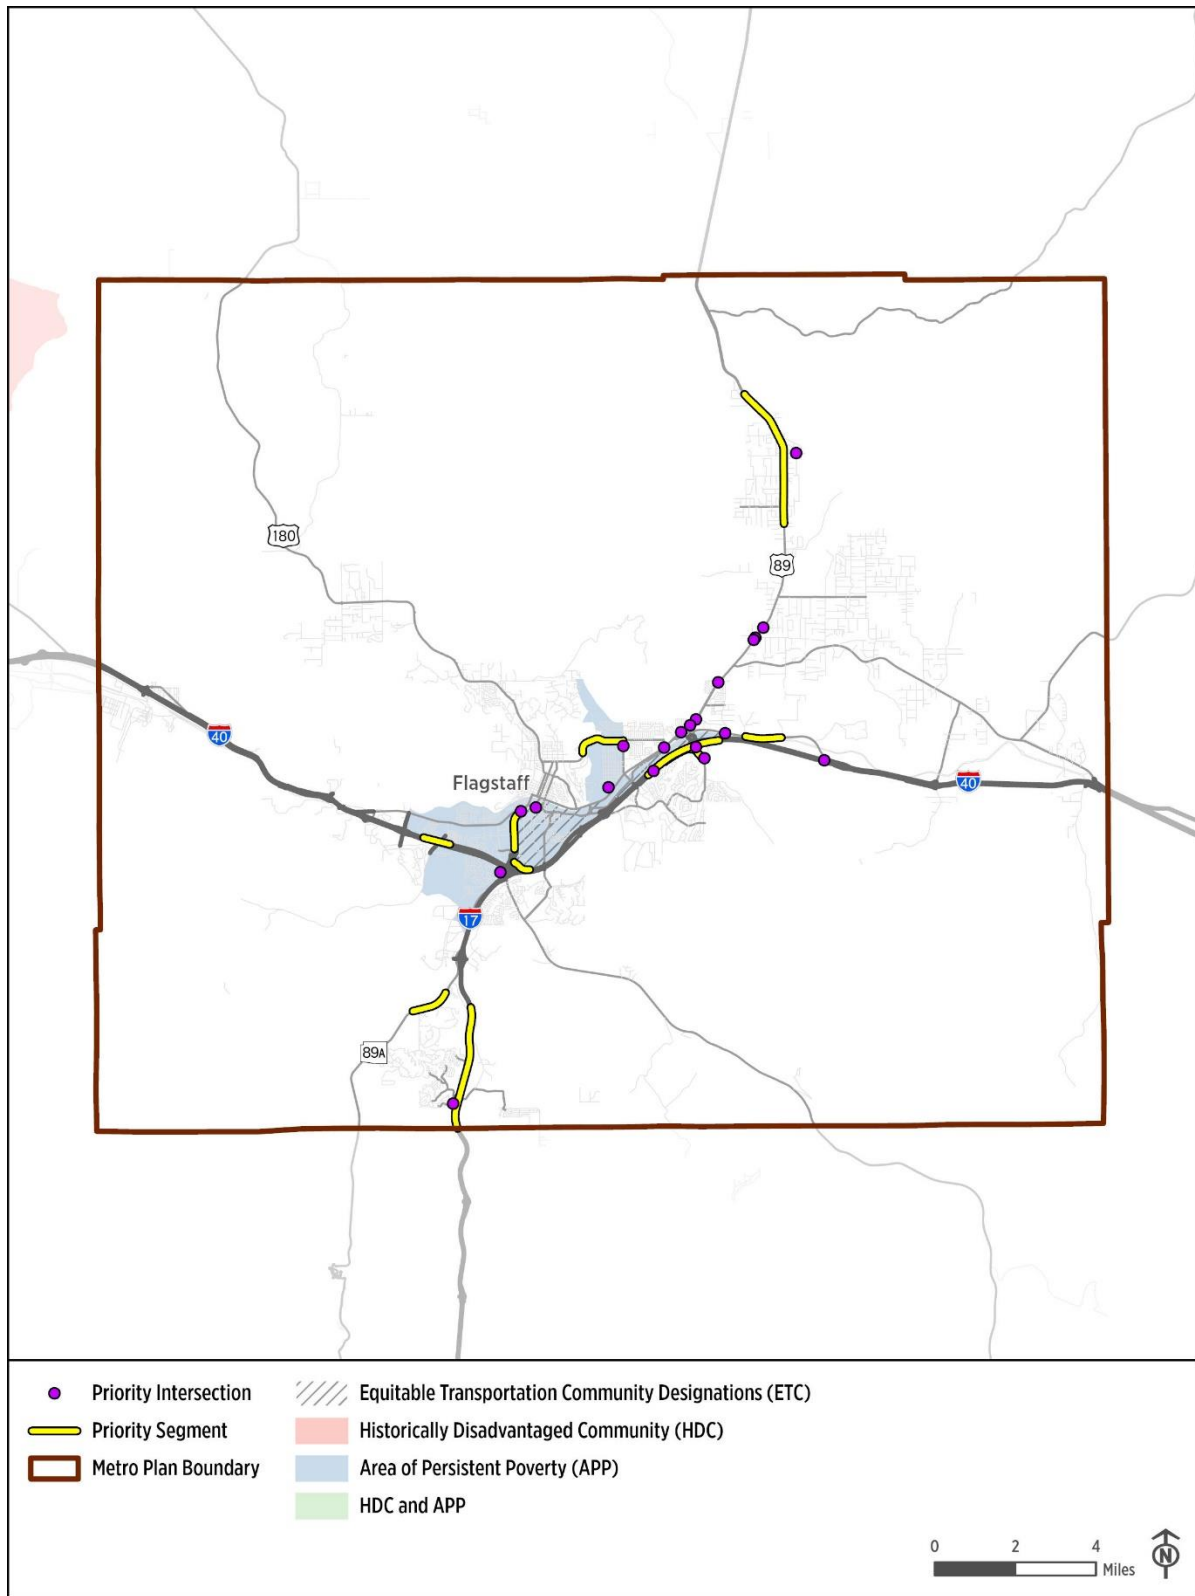 180
89
40
Flagstaff
40
17
89A
Priority Intersection
Priority Segment
Metro Plan Boundary
Equitable Transportation Community Designations (ETC)
Historically Disadvantaged Community (HDC)
Area of Persistent Poverty (APP)
HDC and APP
0 2 4
Miles
N